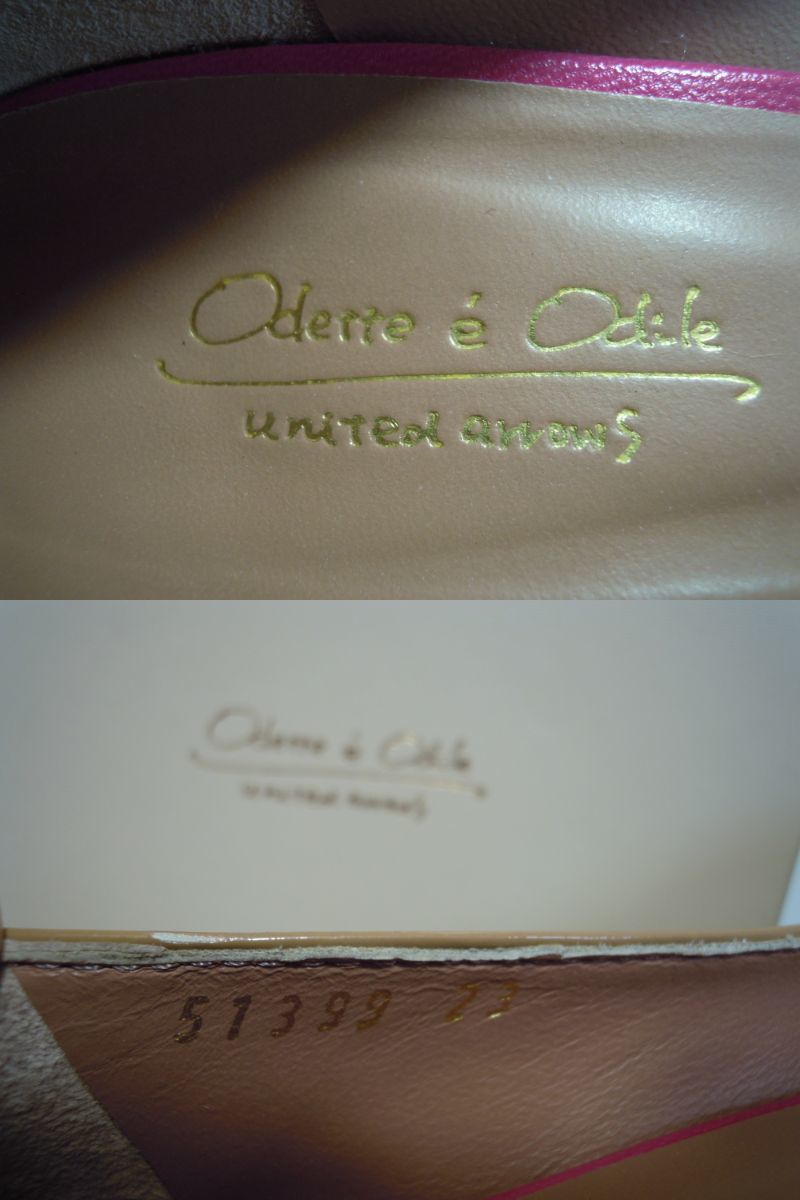 Odette é Odile
united arrows
Odette é Odile
united arrows
51399 23